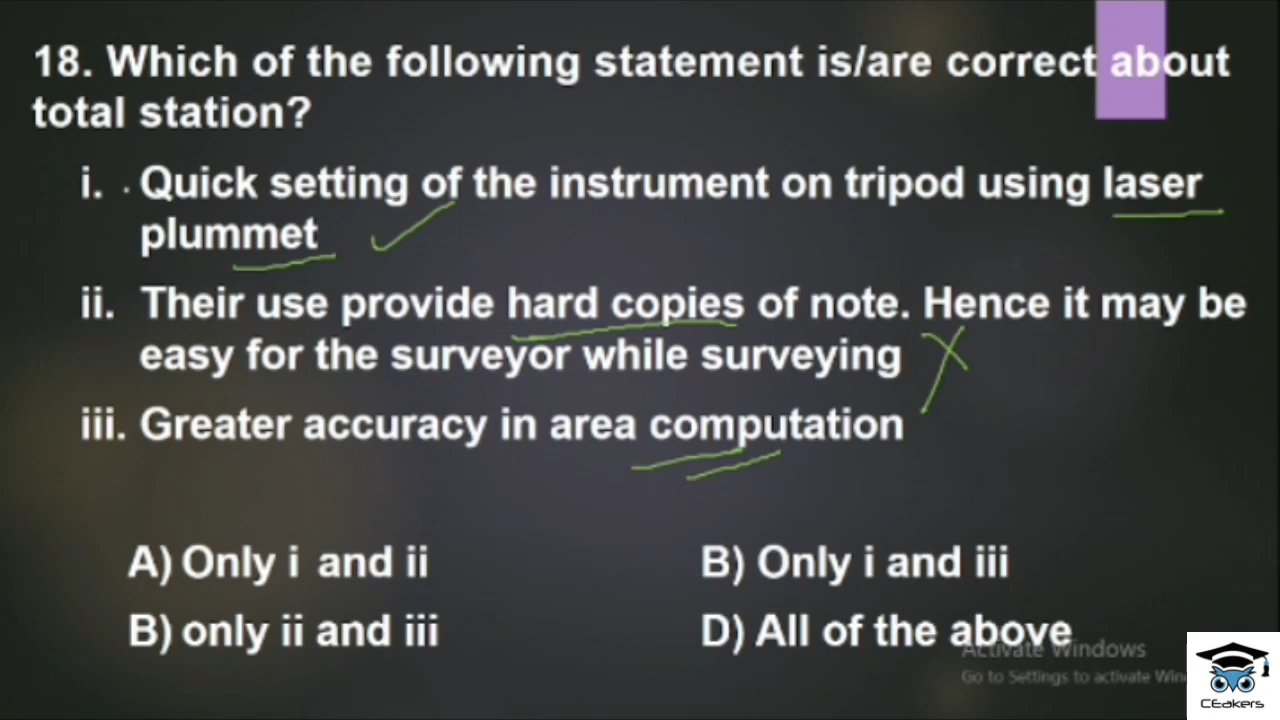 18. Which of the following statement is/are correct about
total station?
i. Quick setting of the instrument on tripod using laser
plummet
ii. Their use provide hard copies of note. Hence it may be
easy for the surveyor while surveying
iii. Greater accuracy in area computation
A) Only i and ii B) Only i and iii
B) only ii and iii D) All of the above
Activate Windows
Go to Settings to activate Win
CEakers